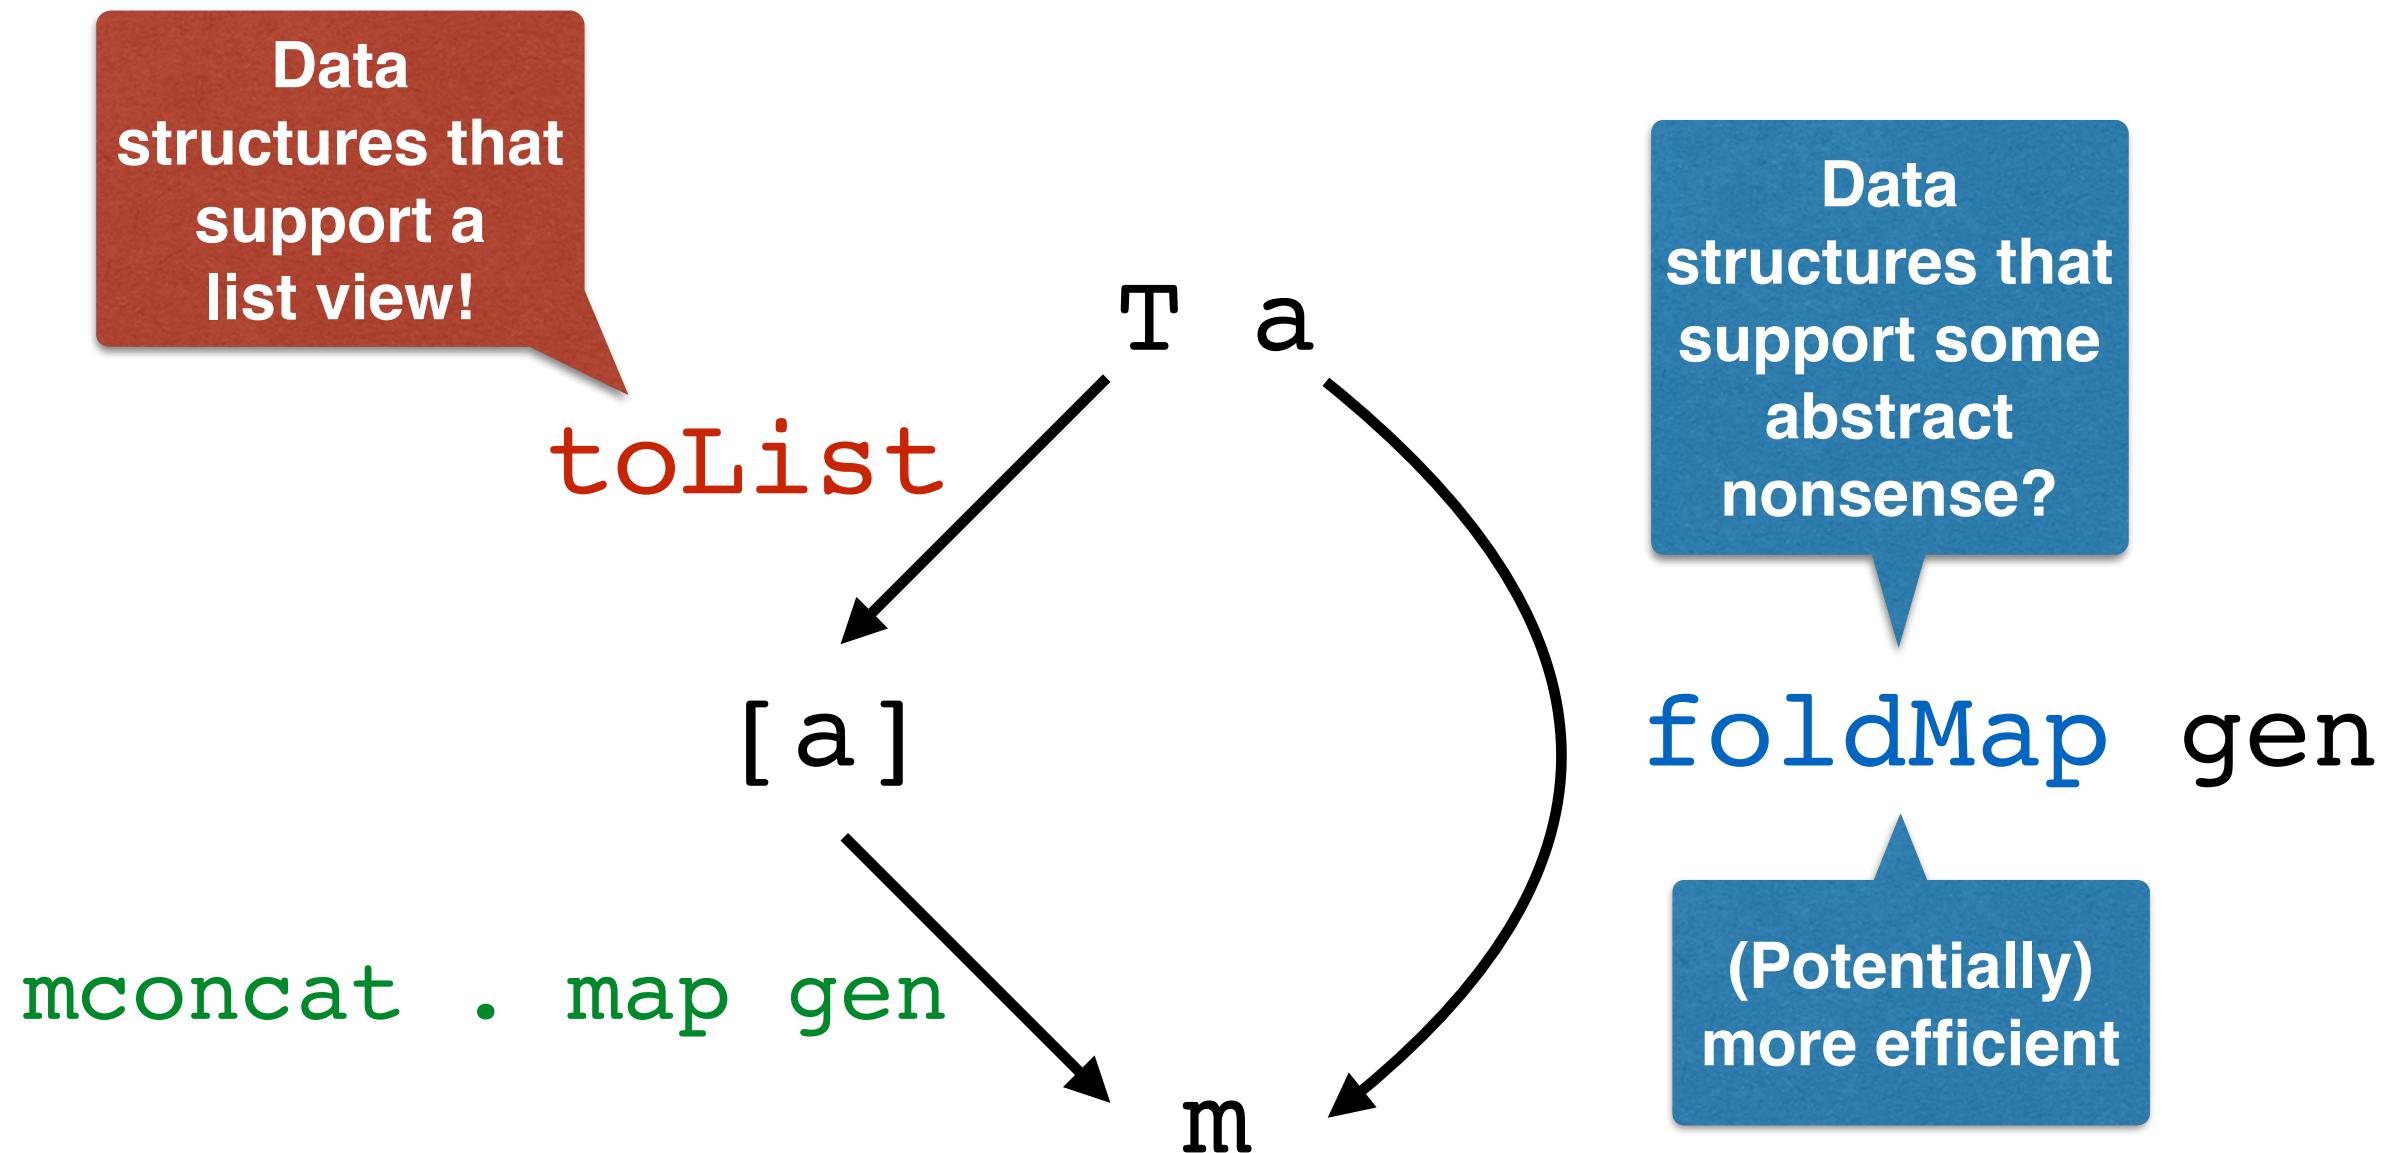 Data
structures that
support a
list view!
Data
structures that
support some
abstract
nonsense?
T a
toList
[a]
foldMap gen
mconcat . map gen
(Potentially)
more efficient
m